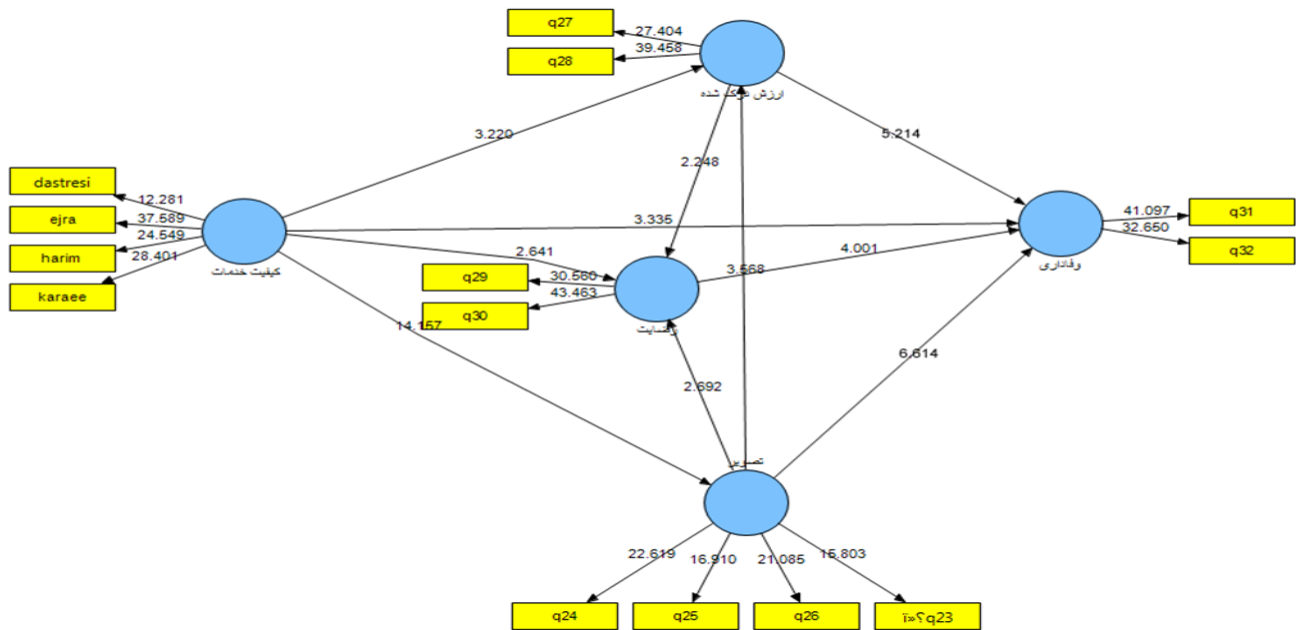 q27
27.404
39.458
q28
ارزش درک شده
3.220
5.214
2.248
dastresi
12.281
ejra
37.589
harim
24.549
28.401
karaee
کیفیت خدمات
3.335
2.641
4.001
3.568
q29
30.560
43.463
q30
رضایت
41.097
q31
32.650
q32
وفاداری
14.157
2.692
6.614
تصویر
22.619
16.910
21.085
15.803
q24
q25
q26
ï»؟q23